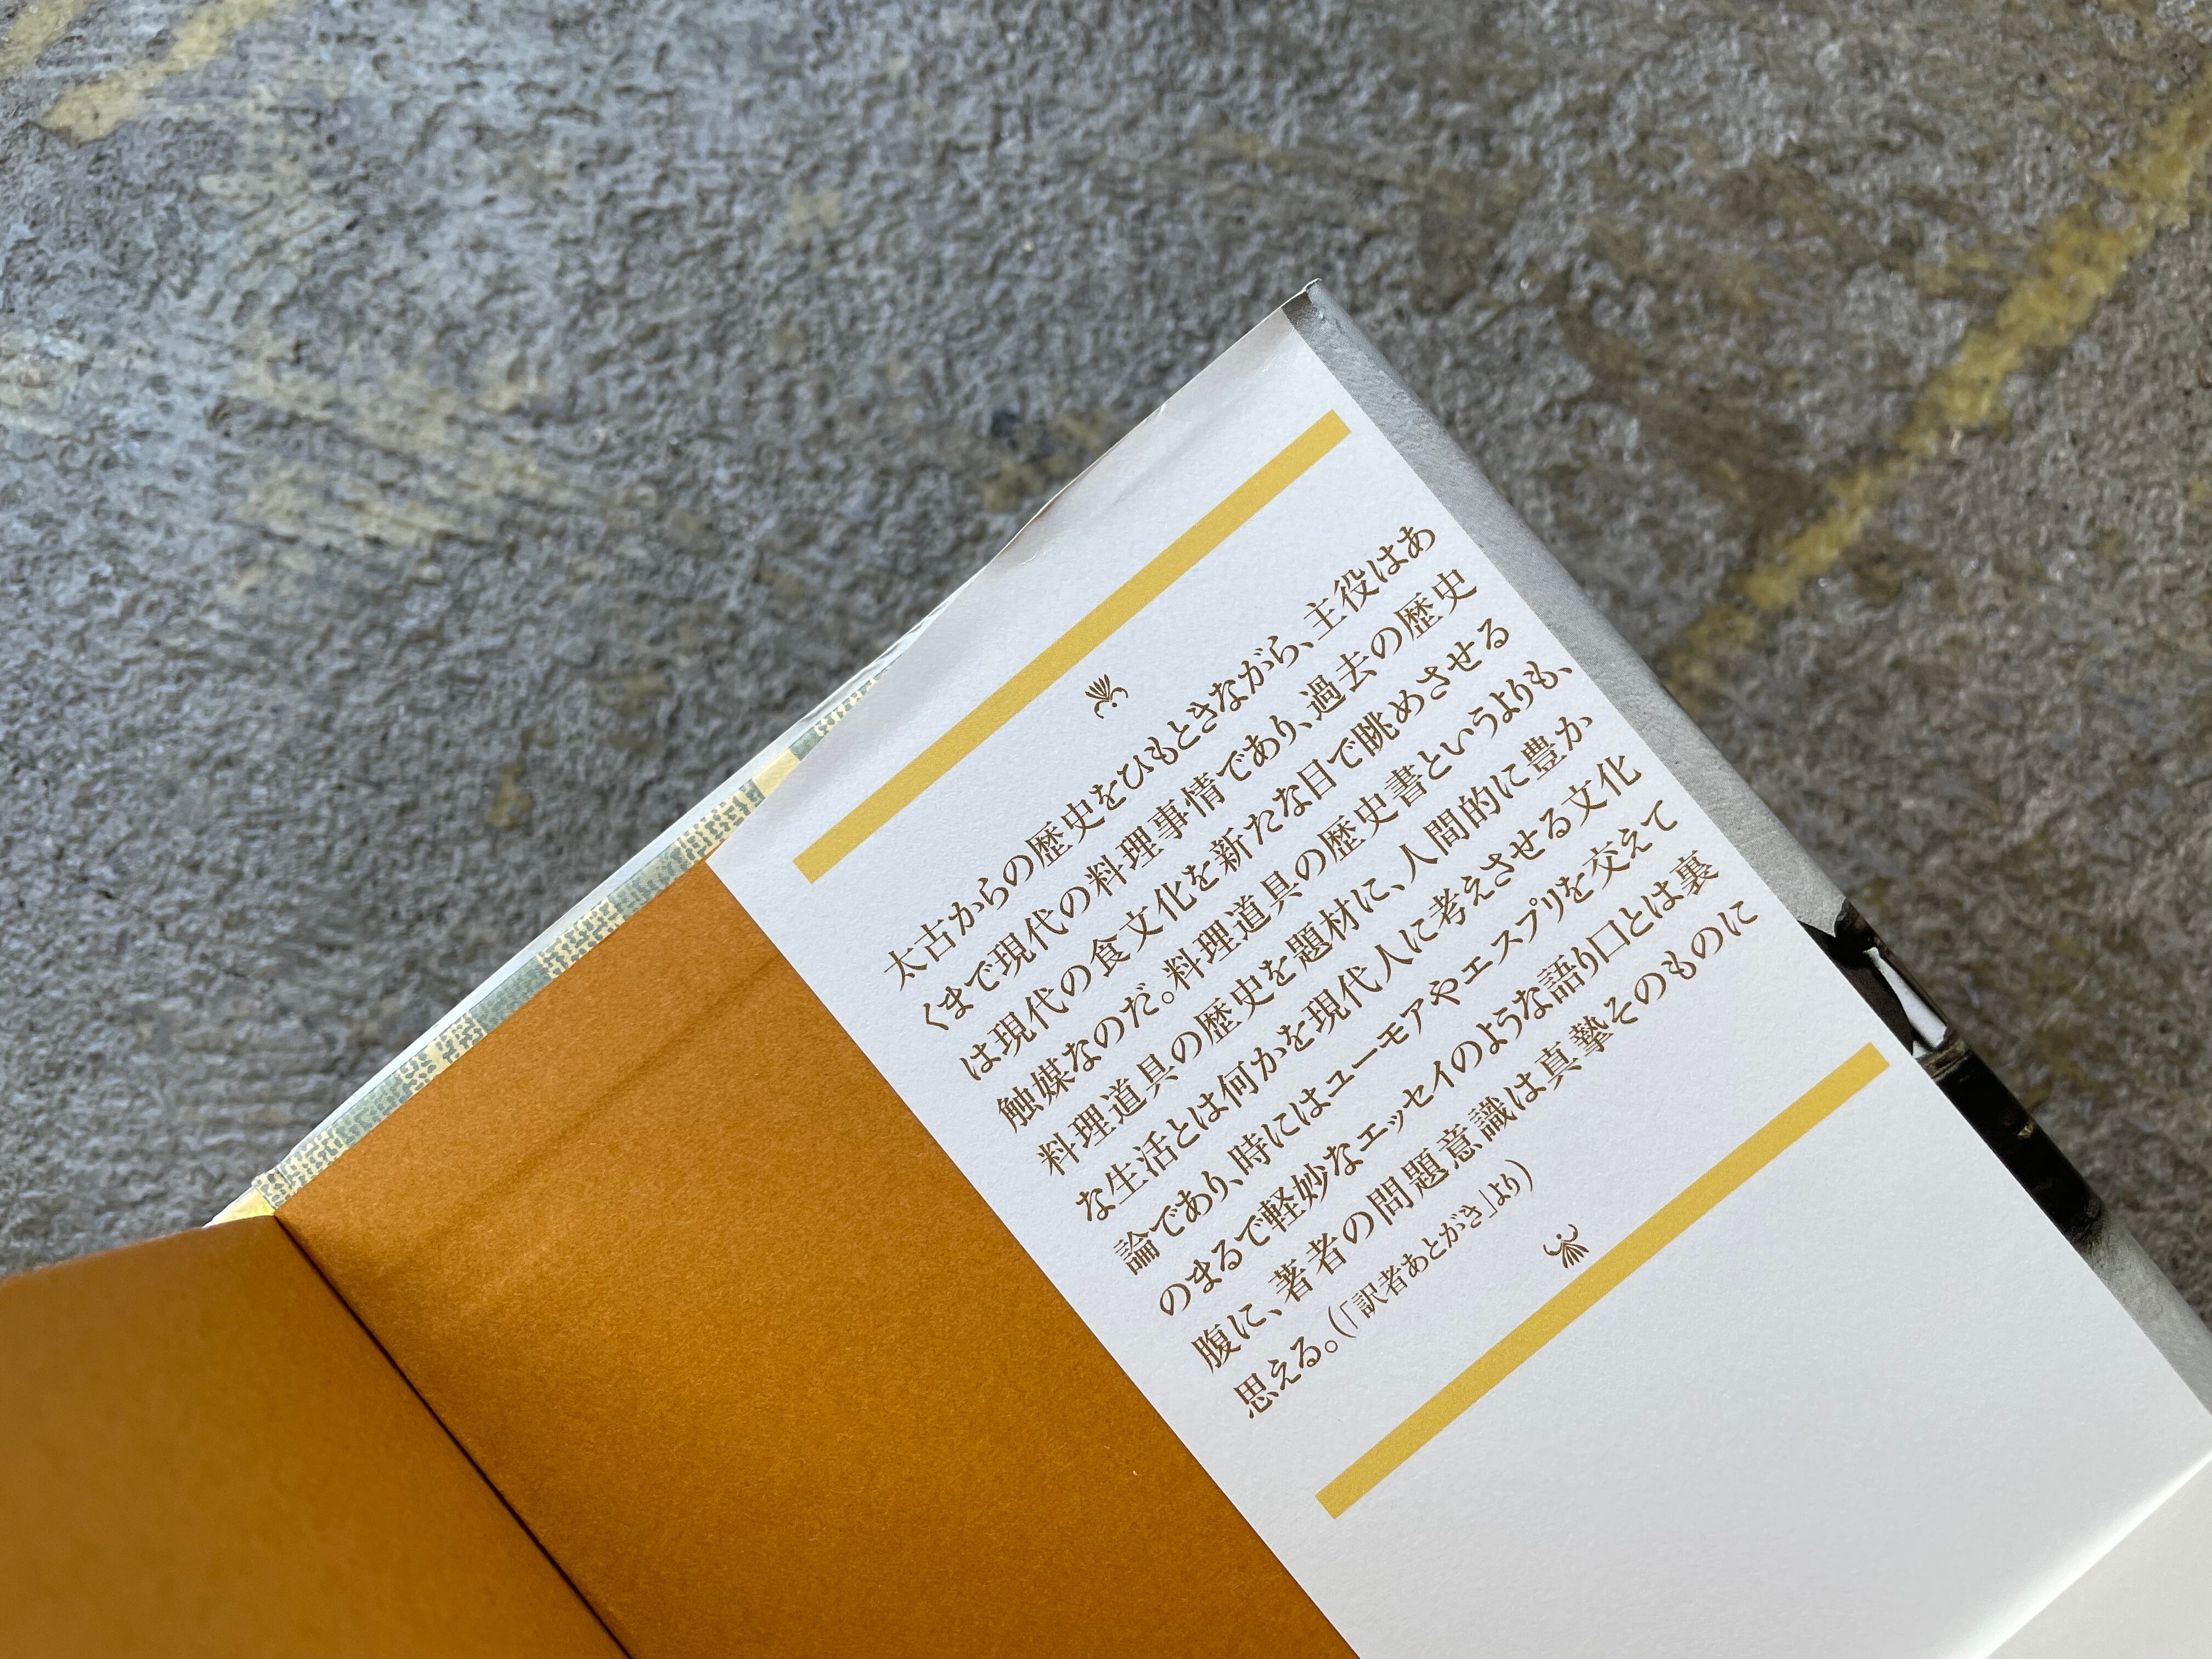 太古からの歴史をひもときながら、主役はあ
くまで現代の料理事情であり、過去の歴史
は現代の食文化を新たな目で眺めさせる
触媒なのだ。料理道具の歴史書というよりも、
料理道具の歴史を題材に、人間的に豊か
な生活とは何かを現代人に考えさせる文化
論であり、時にはユーモアやエスプリを交えて
のまるで軽妙なエッセイのような語り口とは裏
腹に、著者の問題意識は真摯そのものに
思える。(「訳者あとがき」より)